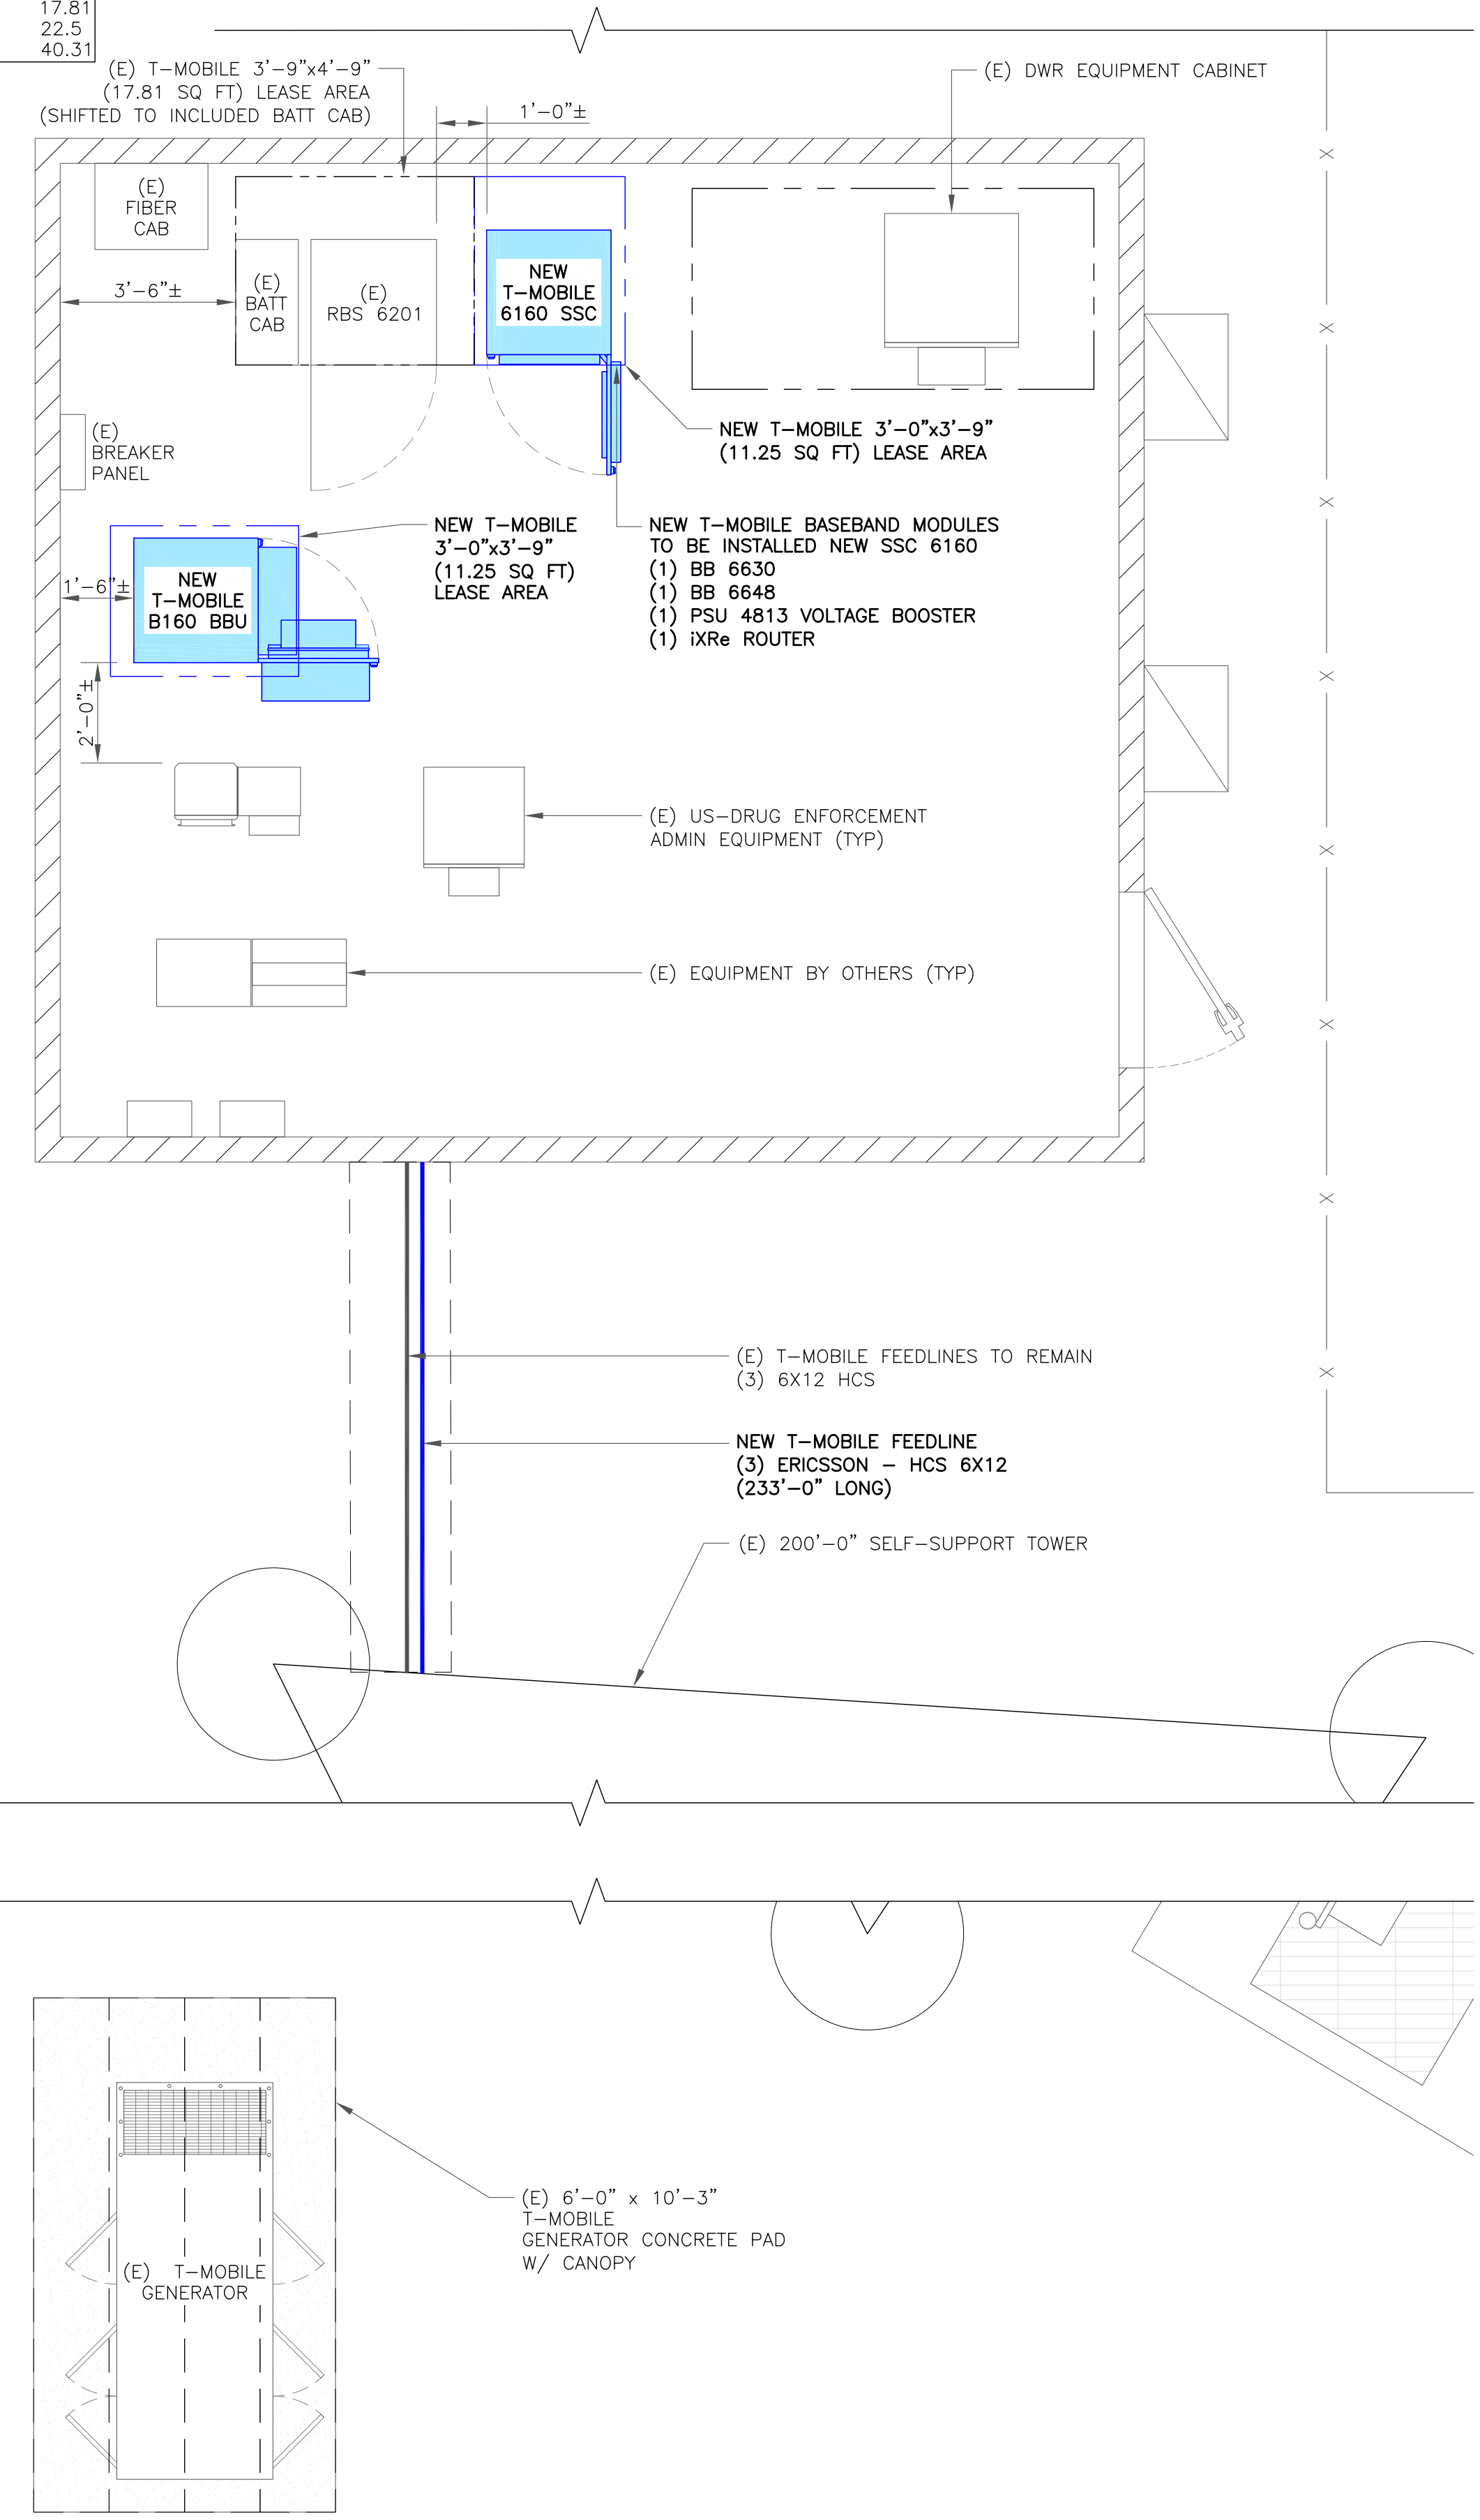 17.81
22.5
40.31
(E) T-MOBILE 3'-9"x4'-9"
(17.81 SQ FT) LEASE AREA
(SHIFTED TO INCLUDED BATT CAB)
1'-0"±
(E) DWR EQUIPMENT CABINET
(E)
FIBER
CAB
3'-6"±
(E)
BATT
CAB
(E)
RBS 6201
NEW
T-MOBILE
6160 SSC
NEW T-MOBILE 3'-0"x3'-9"
(11.25 SQ FT) LEASE AREA
(E)
BREAKER
PANEL
NEW T-MOBILE
3'-0"x3'-9"
(11.25 SQ FT)
LEASE AREA
NEW T-MOBILE BASEBAND MODULES
TO BE INSTALLED NEW SSC 6160
(1) BB 6630
(1) BB 6648
(1) PSU 4813 VOLTAGE BOOSTER
(1) iXRe ROUTER
1'-6"±
NEW
T-MOBILE
B160 BBU
2'-0"±
(E) US-DRUG ENFORCEMENT
ADMIN EQUIPMENT (TYP)
(E) EQUIPMENT BY OTHERS (TYP)
(E) T-MOBILE FEEDLINES TO REMAIN
(3) 6X12 HCS
NEW T-MOBILE FEEDLINE
(3) ERICSSON - HCS 6X12
(233'-0" LONG)
(E) 200'-0" SELF-SUPPORT TOWER
(E) 6'-0" x 10'-3"
T-MOBILE
GENERATOR CONCRETE PAD
W/ CANOPY
(E) T-MOBILE
GENERATOR